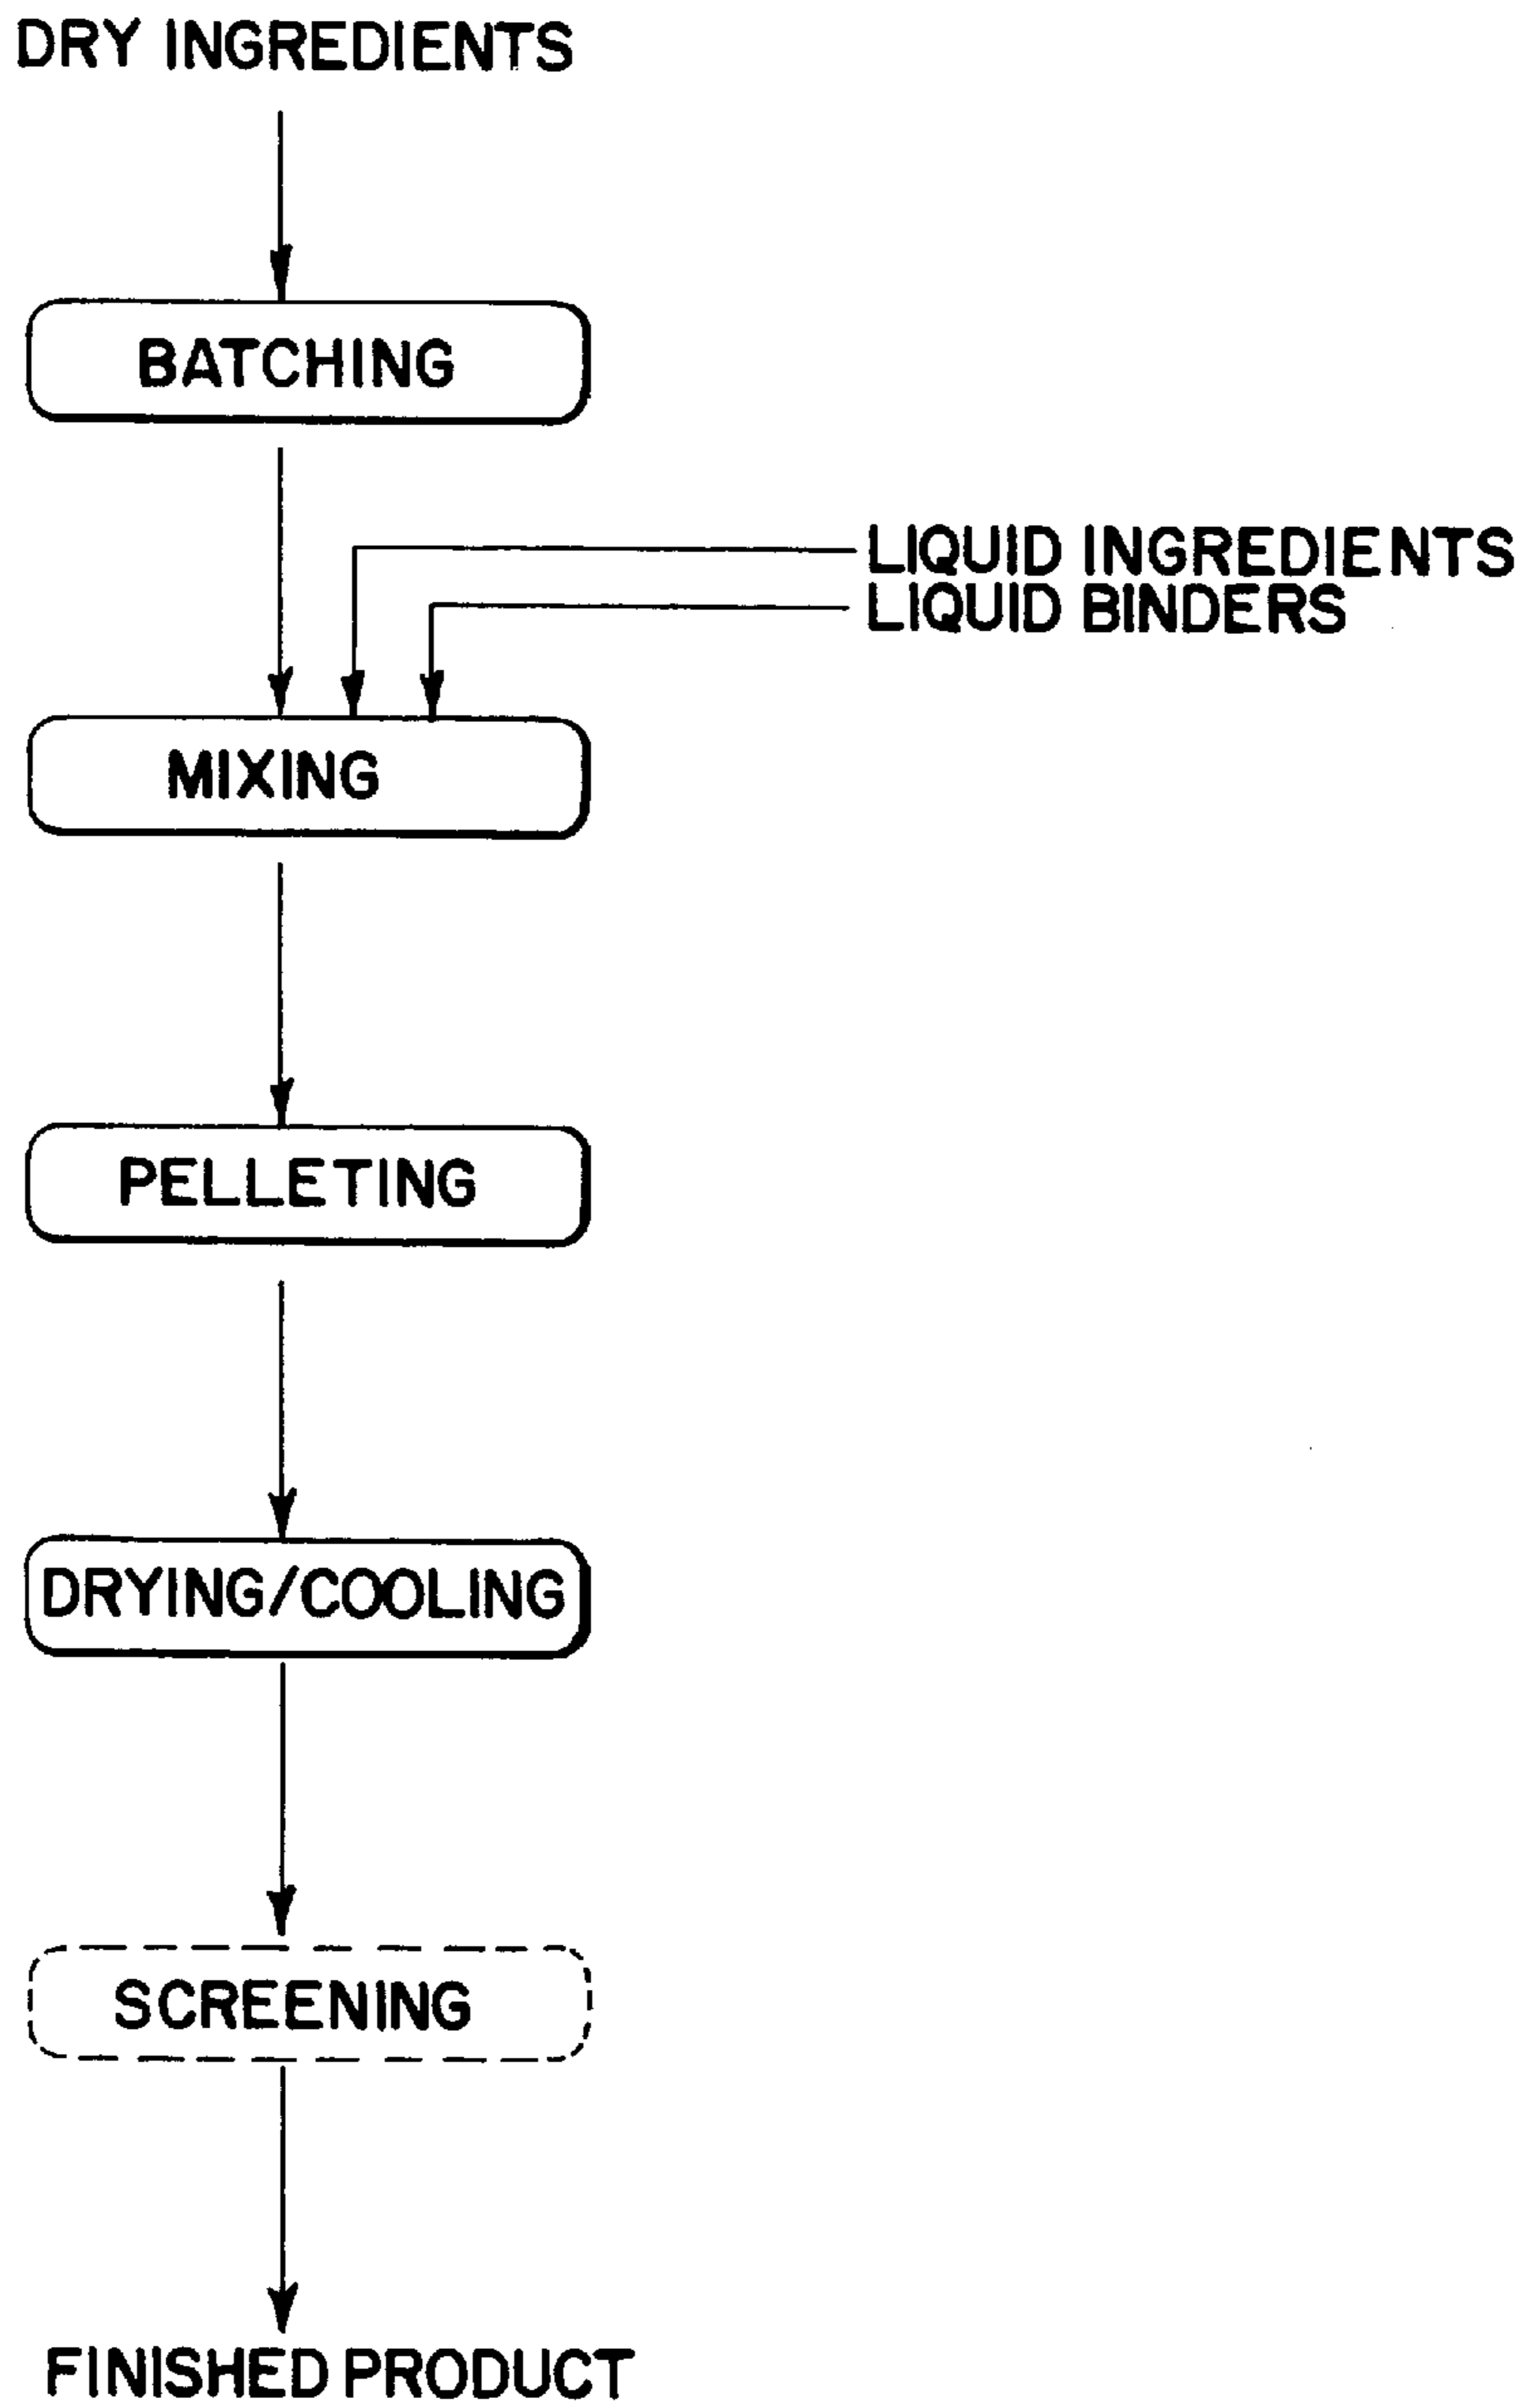 DRY INGREDIENTS
BATCHING
LIQUID INGREDIENTS
LIQUID BINDERS
MIXING
PELLETING
DRYING/COOLING
SCREENING
FINISHED PRODUCT